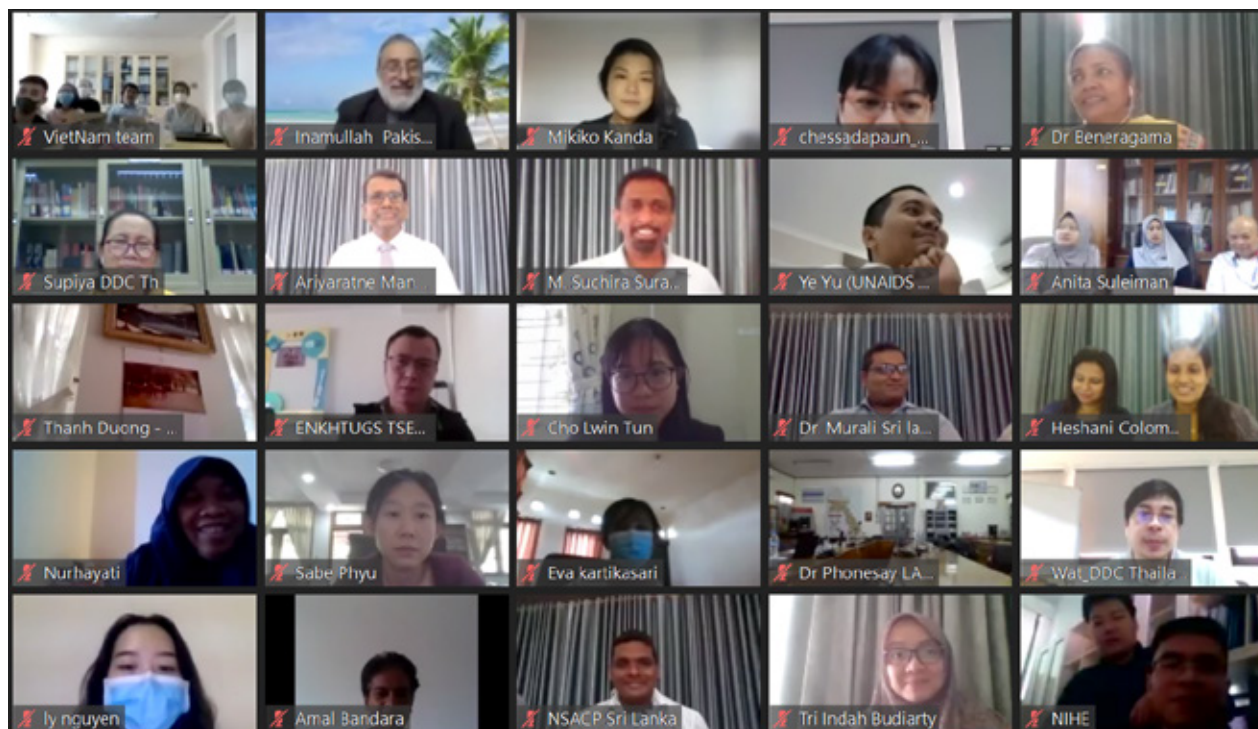 VietNam team
Inamullah Pakis...
Mikiko Kanda
chessadapaun_...
Dr Beneragama
Supiya DDC Th
Ariyaratne Man...
M. Suchira Sura...
Ye Yu (UNAIDS ...
Anita Suleiman
Thanh Duong - ...
ENKHTUGS TSE...
Cho Lwin Tun
Dr Murali Sri la...
Heshani Colom...
Nurhayati
Sabe Phyu
Eva kartikasari
Dr Phonesay LA...
Wat_DDC Thaila
ly nguyen
Amal Bandara
NSACP Sri Lanka
Tri Indah Budiarty
NIHE